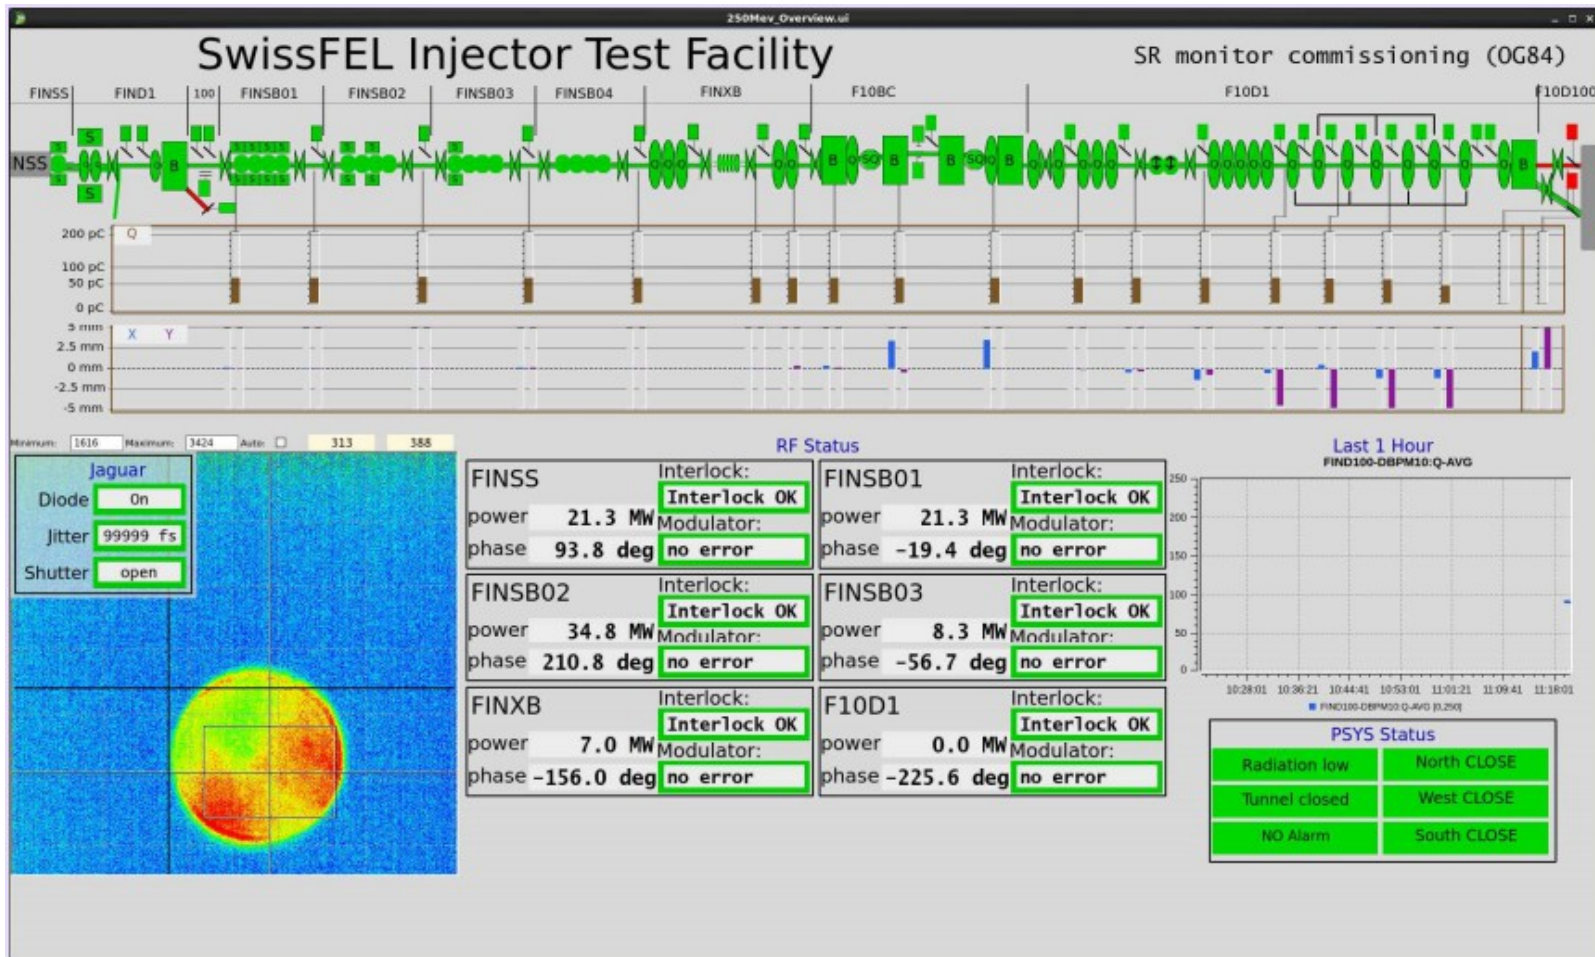 250Mev_Overview.ui
SwissFEL Injector Test Facility
SR monitor commissioning (OG84)
FINSS FIND1 100 FINSB01 FINSB02 FINSB03 FINSB04 FINXB F10BC F10D1 F10D100
S S SSSS S S S
NSS B B SQ B B SQ B B
S S SSSS S S S
200 pC Q
100 pC
50 pC
0 pC
5 mm
X Y
2.5 mm
0 mm
-2.5 mm
-5 mm
Minimum: 1616 Maximum: 3424 Auto: 313 388
Jaguar
Diode On
Jitter 99999 fs
Shutter open
RF Status
FINSS
Interlock:
Interlock OK
power 21.3 MW
Modulator:
phase 93.8 deg
no error
FINSB01
Interlock:
Interlock OK
power 21.3 MW
Modulator:
phase -19.4 deg
no error
FINSB02
Interlock:
Interlock OK
power 34.8 MW
Modulator:
phase 210.8 deg
no error
FINSB03
Interlock:
Interlock OK
power 8.3 MW
Modulator:
phase -56.7 deg
no error
FINXB
Interlock:
Interlock OK
power 7.0 MW
Modulator:
phase -156.0 deg
no error
F10D1
Interlock:
Interlock OK
power 0.0 MW
Modulator:
phase -225.6 deg
no error
Last 1 Hour
FIND100-DBPM10:Q-AVG
250
200
150
100
50
0
10:28:01 10:36:21 10:44:41 10:53:01 11:01:21 11:09:41 11:18:01
FIND100-DBPM10:Q-AVG [0,250]
PSYS Status
Radiation low North CLOSE
Tunnel closed West CLOSE
NO Alarm South CLOSE